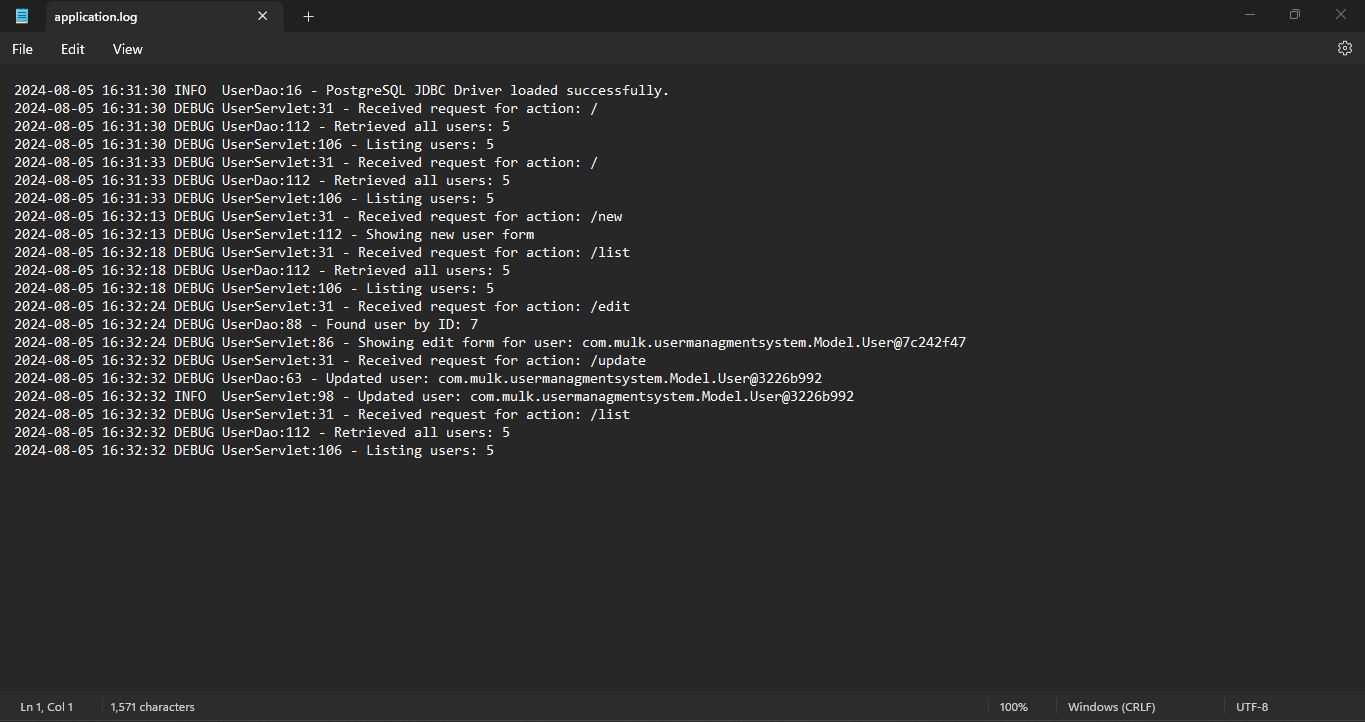 application.log
File Edit View
2024-08-05 16:31:30 INFO  UserDao:16 - PostgreSQL JDBC Driver loaded successfully.
2024-08-05 16:31:30 DEBUG UserServlet:31 - Received request for action: /
2024-08-05 16:31:30 DEBUG UserDao:112 - Retrieved all users: 5
2024-08-05 16:31:30 DEBUG UserServlet:106 - Listing users: 5
2024-08-05 16:31:33 DEBUG UserServlet:31 - Received request for action: /
2024-08-05 16:31:33 DEBUG UserDao:112 - Retrieved all users: 5
2024-08-05 16:31:33 DEBUG UserServlet:106 - Listing users: 5
2024-08-05 16:32:13 DEBUG UserServlet:31 - Received request for action: /new
2024-08-05 16:32:13 DEBUG UserServlet:112 - Showing new user form
2024-08-05 16:32:18 DEBUG UserServlet:31 - Received request for action: /list
2024-08-05 16:32:18 DEBUG UserDao:112 - Retrieved all users: 5
2024-08-05 16:32:18 DEBUG UserServlet:106 - Listing users: 5
2024-08-05 16:32:24 DEBUG UserServlet:31 - Received request for action: /edit
2024-08-05 16:32:24 DEBUG UserDao:88 - Found user by ID: 7
2024-08-05 16:32:24 DEBUG UserServlet:86 - Showing edit form for user: com.mulk.usermanagmentsystem.Model.User@7c242f47
2024-08-05 16:32:32 DEBUG UserServlet:31 - Received request for action: /update
2024-08-05 16:32:32 DEBUG UserDao:63 - Updated user: com.mulk.usermanagmentsystem.Model.User@3226b992
2024-08-05 16:32:32 INFO  UserServlet:98 - Updated user: com.mulk.usermanagmentsystem.Model.User@3226b992
2024-08-05 16:32:32 DEBUG UserServlet:31 - Received request for action: /list
2024-08-05 16:32:32 DEBUG UserDao:112 - Retrieved all users: 5
2024-08-05 16:32:32 DEBUG UserServlet:106 - Listing users: 5
Ln 1, Col 1 1,571 characters 100% Windows (CRLF) UTF-8